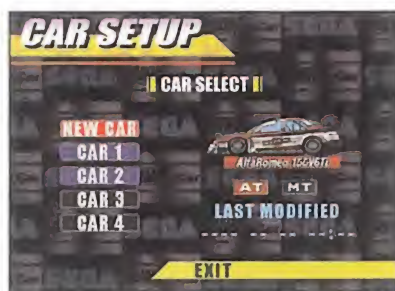 CAR SETUP
CAR SELECT
NEW CAR
CAR 1
CAR 2
CAR 3
CAR 4
AlfaRomeo 155V6TI
AT MT
LAST MODIFIED
---- -- -- --:--
EXIT